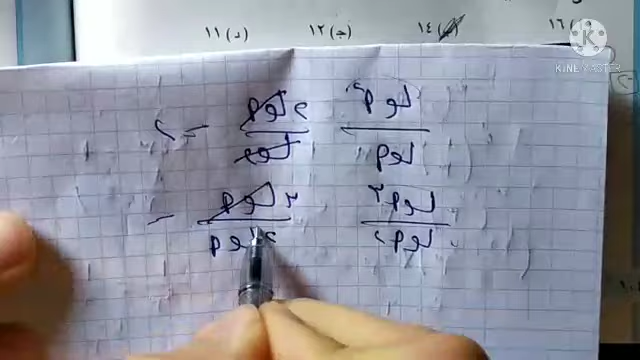 ١٦ (ب) ١٤ (ج) ١٢ (د) ١١
KINEMASTER
لو م٢ ٢ لو م = ٢
لو م لو م
لو م٣ ٣ لو م =
لو م٢ ٢ لو م